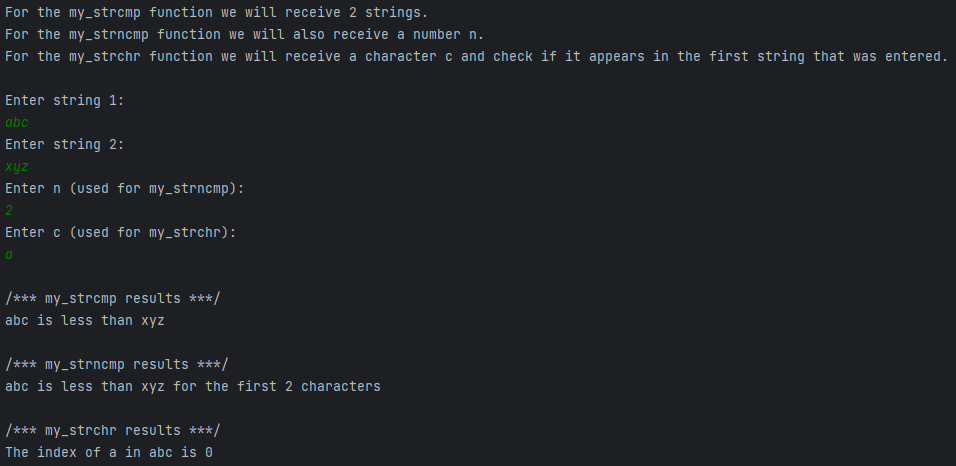 For the my_strcmp function we will receive 2 strings.
For the my_strncmp function we will also receive a number n.
For the my_strchr function we will receive a character c and check if it appears in the first string that was entered.
Enter string 1:
abc
Enter string 2:
xyz
Enter n (used for my_strncmp):
2
Enter c (used for my_strchr):
a
/*** my_strcmp results ***/
abc is less than xyz
/*** my_strncmp results ***/
abc is less than xyz for the first 2 characters
/*** my_strchr results ***/
The index of a in abc is 0